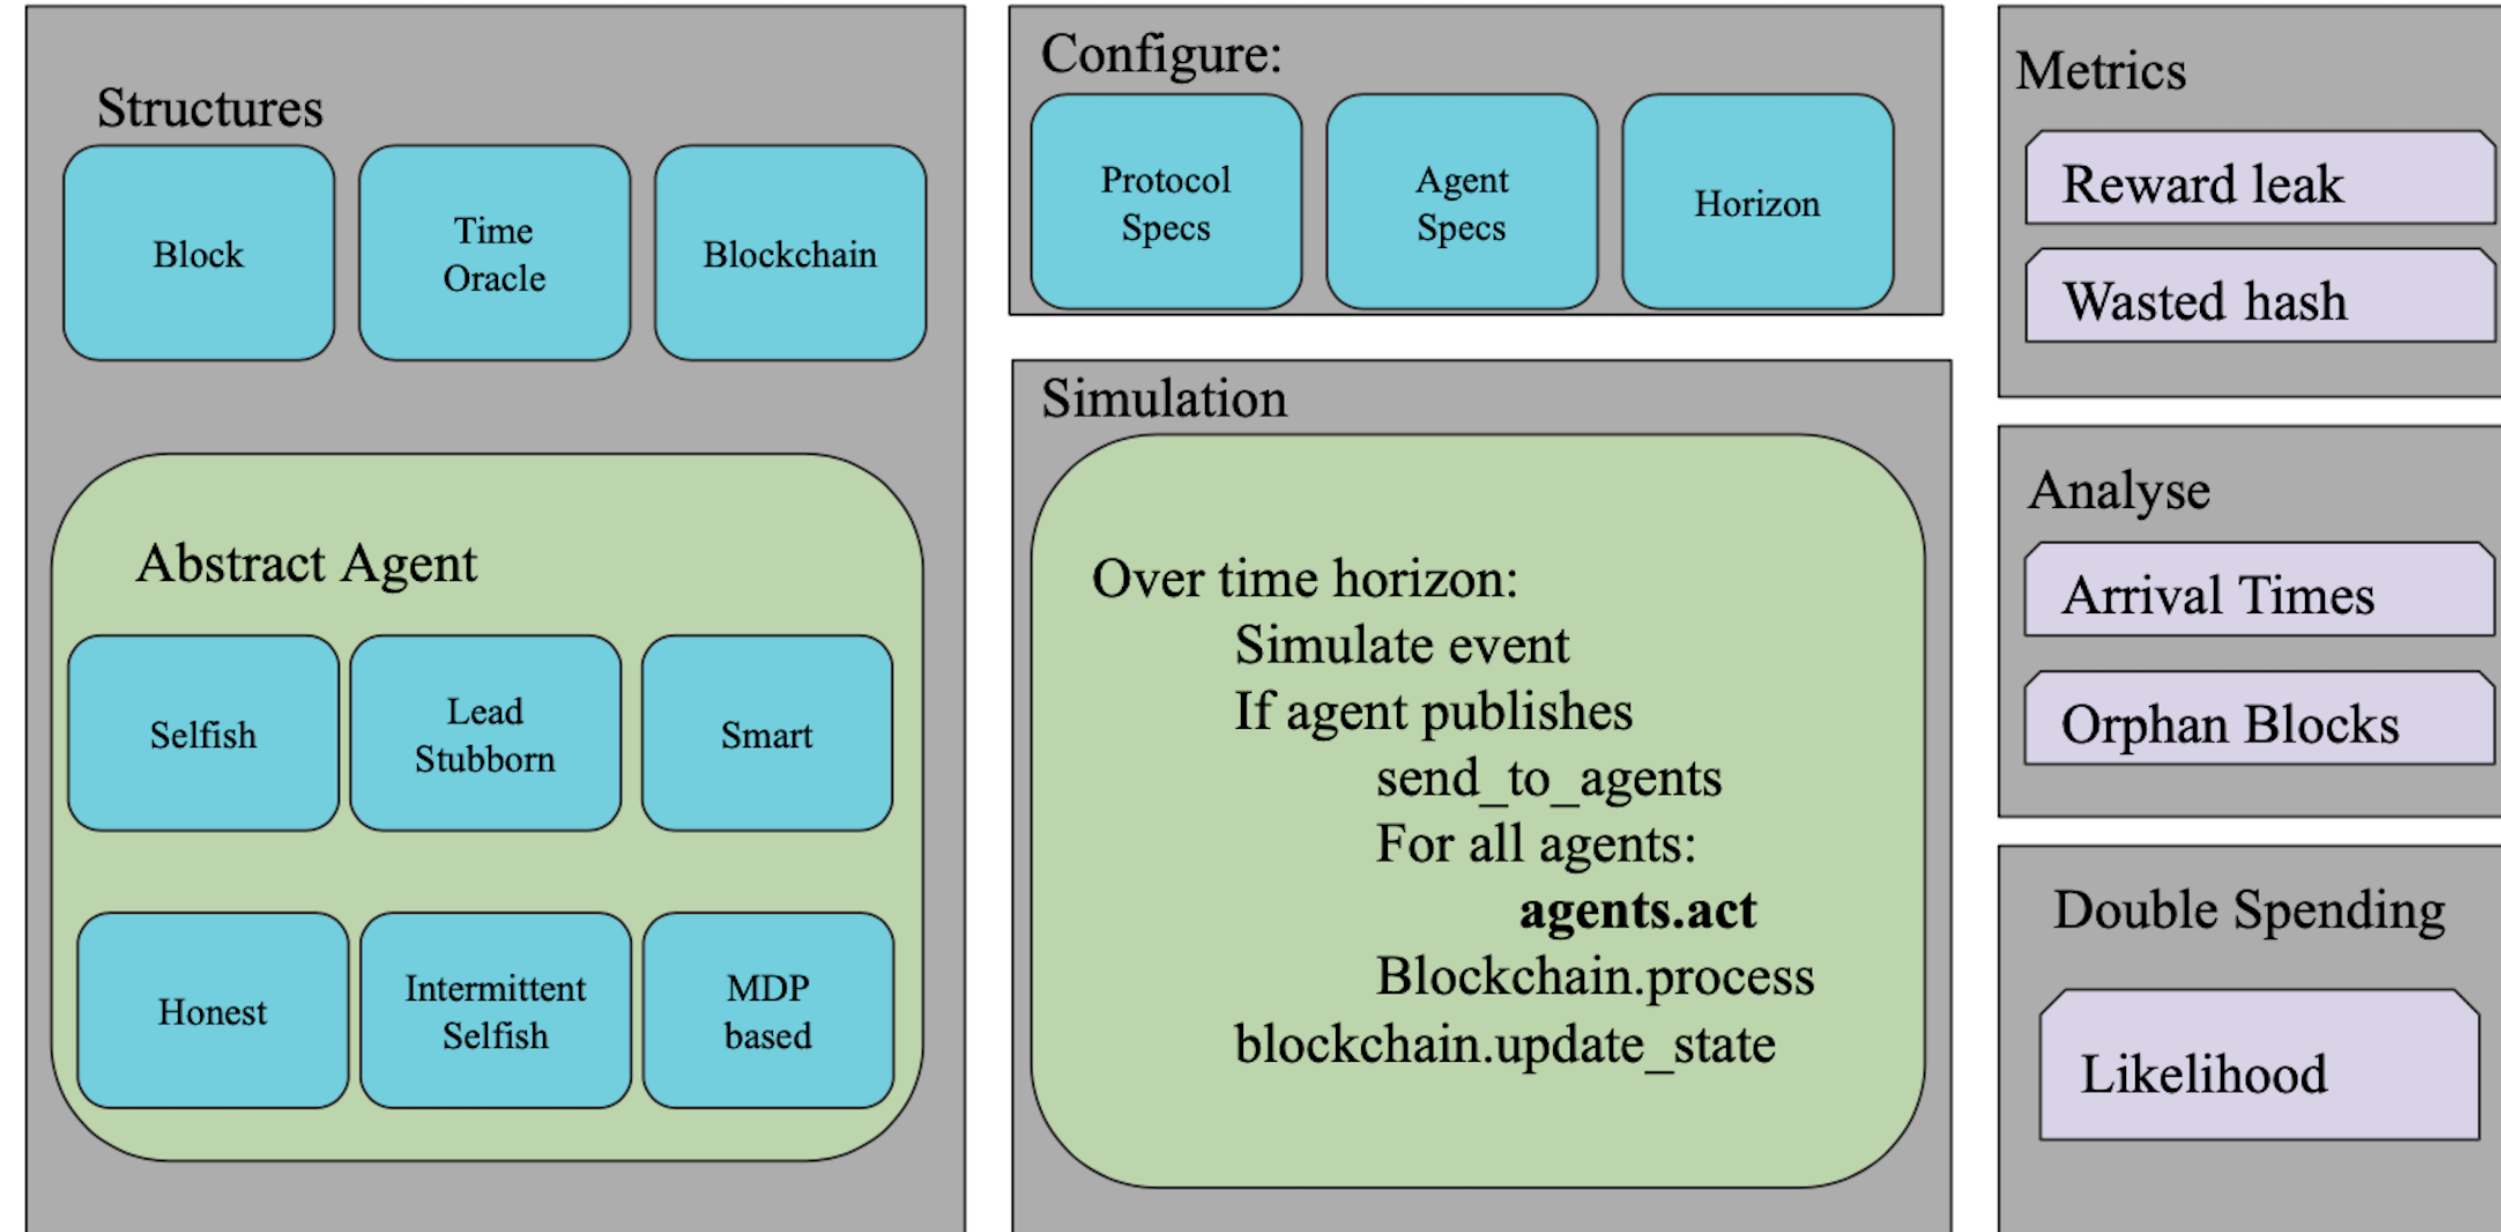 Structures
Block
Time
Oracle
Blockchain
Abstract Agent
Selfish
Lead
Stubborn
Smart
Honest
Intermittent
Selfish
MDP
based
Configure:
Protocol
Specs
Agent
Specs
Horizon
Simulation
Over time horizon:
Simulate event
If agent publishes
send_to_agents
For all agents:
agents.act
Blockchain.process
blockchain.update_state
Metrics
Reward leak
Wasted hash
Analyse
Arrival Times
Orphan Blocks
Double Spending
Likelihood